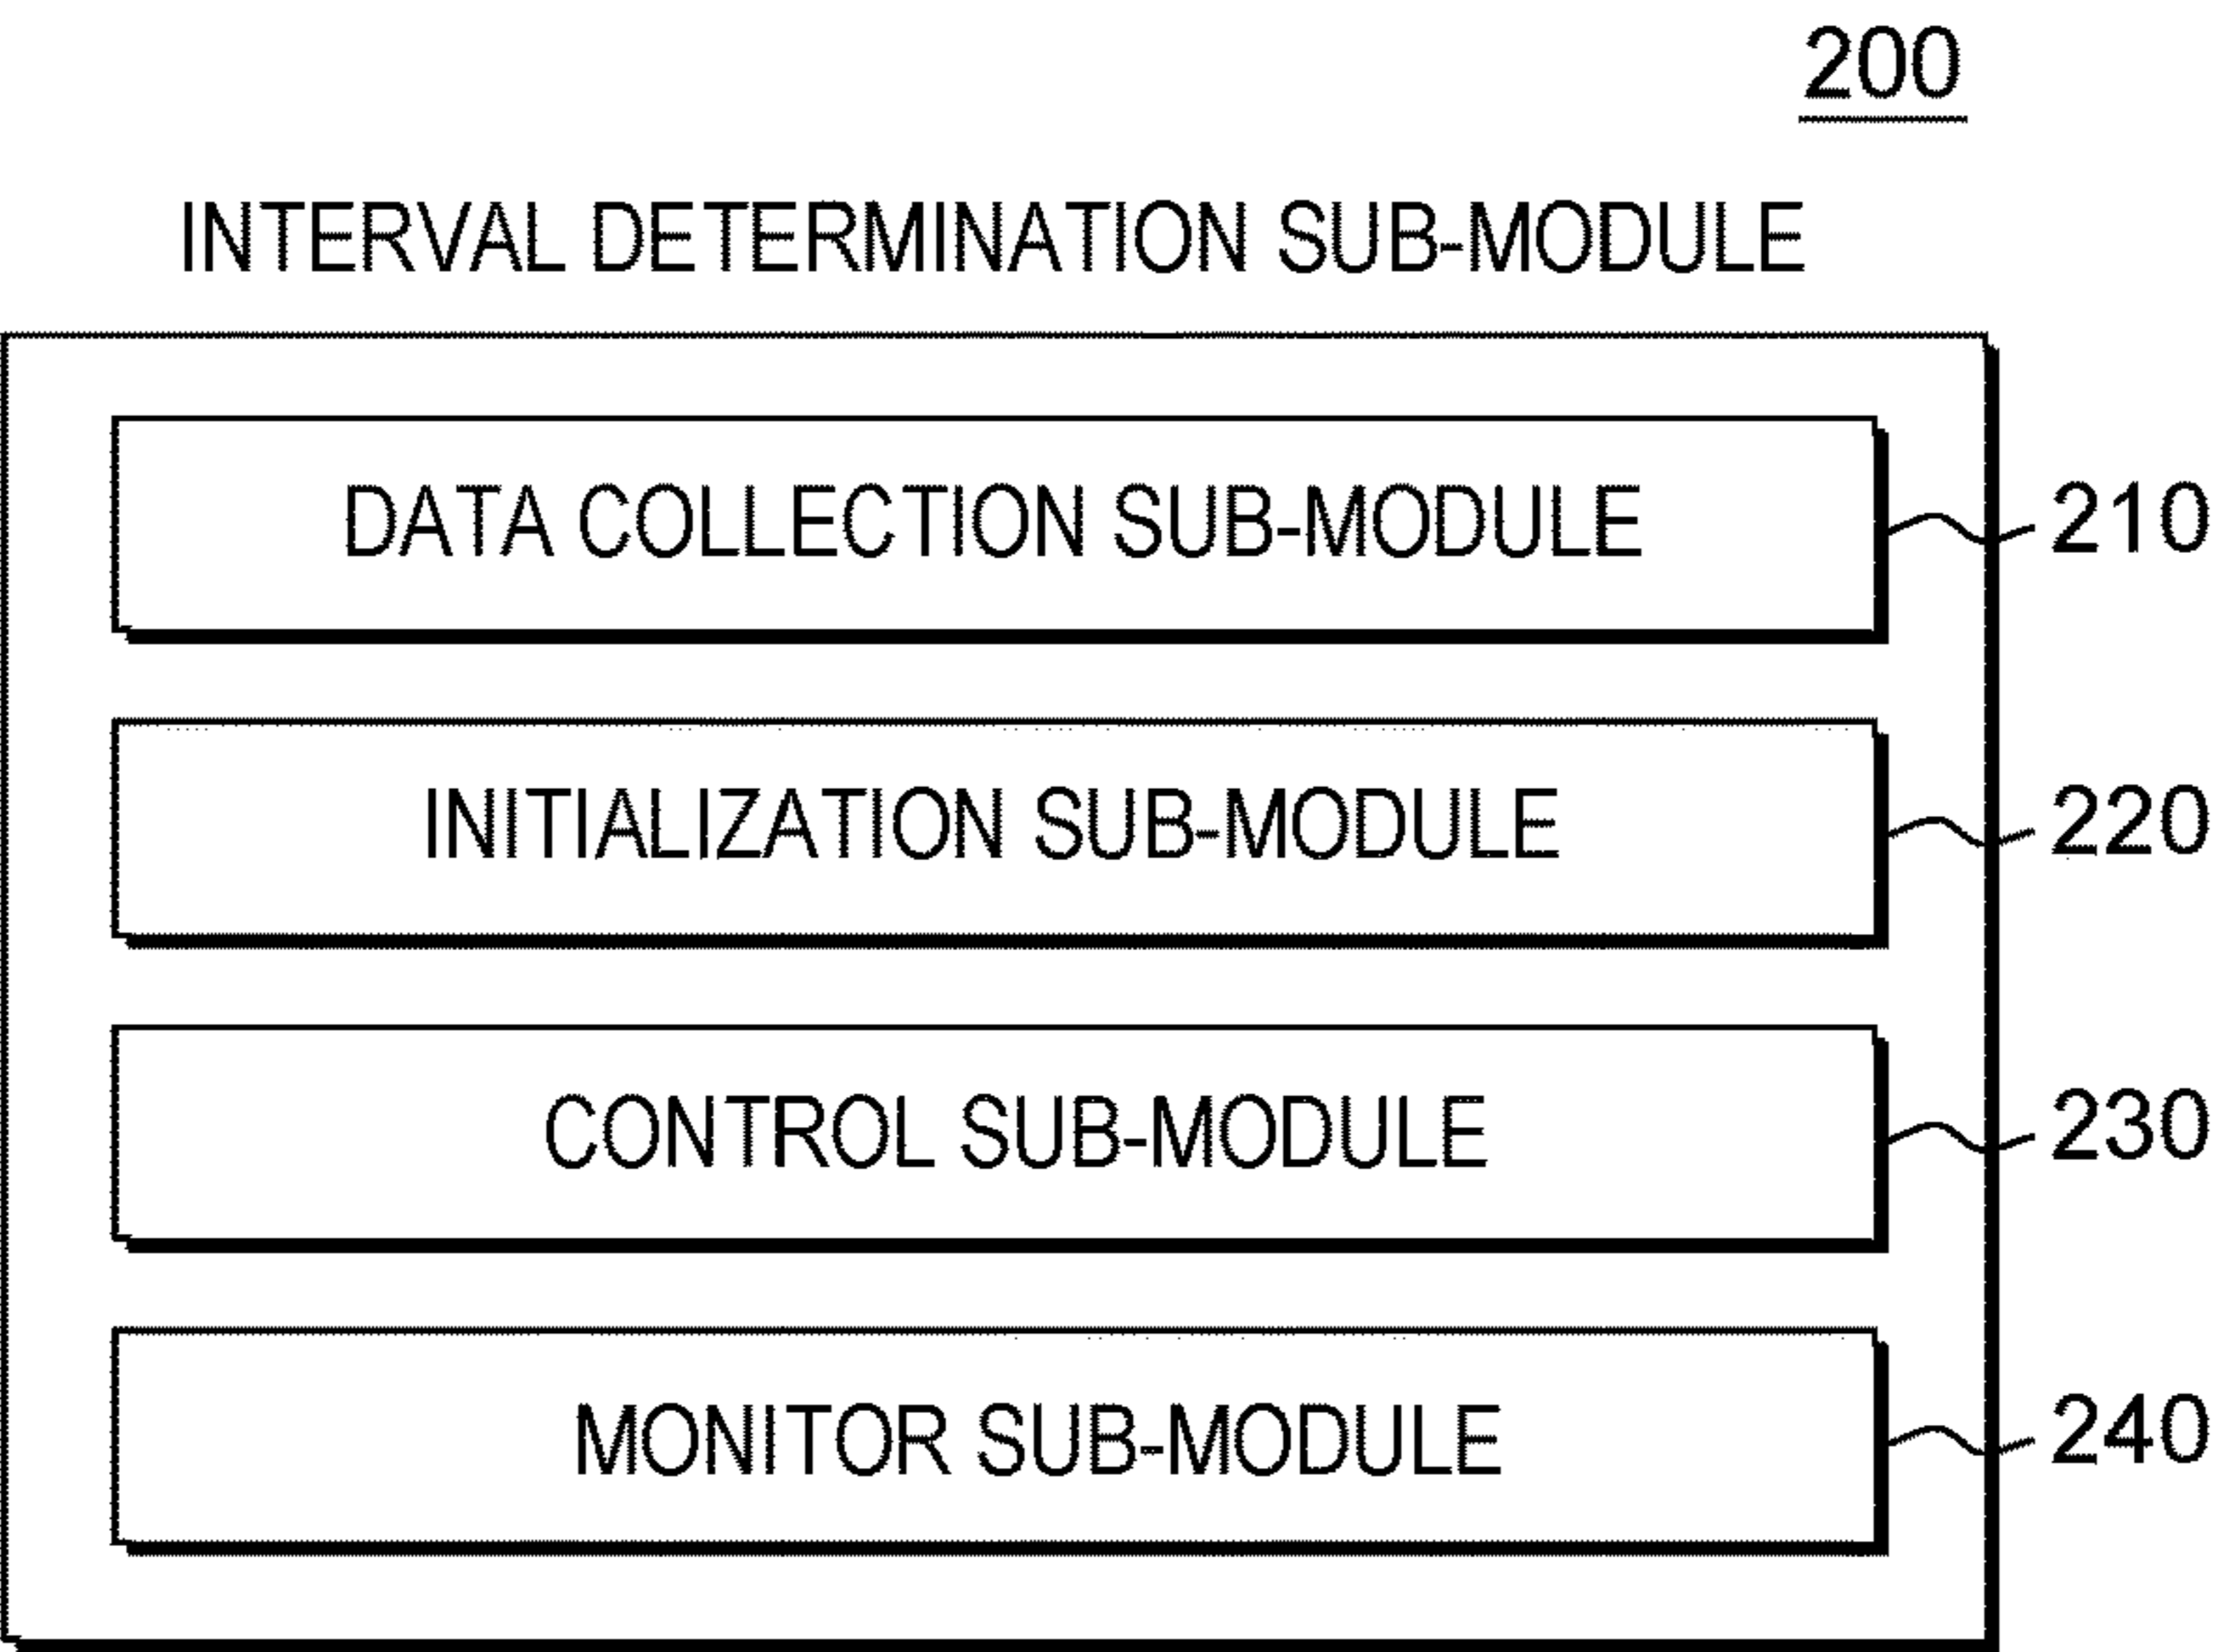 200
INTERVAL DETERMINATION SUB-MODULE
DATA COLLECTION SUB-MODULE
210
INITIALIZATION SUB-MODULE
220
CONTROL SUB-MODULE
230
MONITOR SUB-MODULE
240